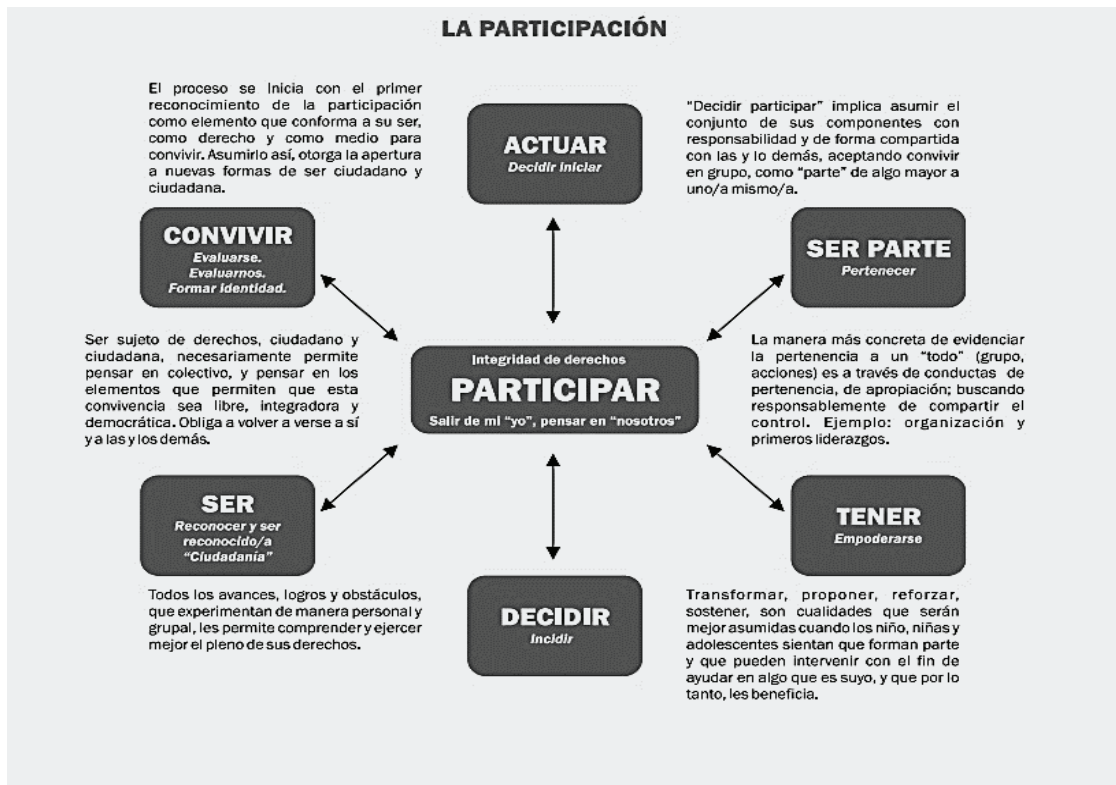 LA PARTICIPACIÓN
El proceso se Inicia con el primer
reconocimiento de la participación
como elemento que conforma a su ser,
como derecho y como medio para
convivir. Asumirlo así, otorga la apertura
a nuevas formas de ser ciudadano y
ciudadana.
ACTUAR
Decidir iniciar
"Decidir participar" implica asumir el
conjunto de sus componentes con
responsabilidad y de forma compartida
con las y lo demás, aceptando convivir
en grupo, como "parte" de algo mayor a
uno/a mismo/a.
CONVIVIR
Evaluarse.
Evaluarnos.
Formar identidad.
SER PARTE
Pertenecer
Ser sujeto de derechos, ciudadano y
ciudadana, necesariamente permite
pensar en colectivo, y pensar en los
elementos que permiten que esta
convivencia sea libre, integradora y
democrática. Obliga a volver a verse a sí
y a las y los demás.
Integridad de derechos
PARTICIPAR
Salir de mi "yo", pensar en "nosotros"
La manera más concreta de evidenciar
la pertenencia a un "todo" (grupo,
acciones) es a través de conductas de
pertenencia, de apropiación; buscando
responsablemente de compartir el
control. Ejemplo: organización y
primeros liderazgos.
SER
Reconocer y ser
reconocido/a
"Ciudadanía"
TENER
Empoderarse
Todos los avances, logros y obstáculos,
que experimentan de manera personal y
grupal, les permite comprender y ejercer
mejor el pleno de sus derechos.
DECIDIR
Incidir
Transformar, proponer, reforzar,
sostener, son cualidades que serán
mejor asumidas cuando los niño, niñas y
adolescentes sientan que forman parte
y que pueden intervenir con el fin de
ayudar en algo que es suyo, y que por lo
tanto, les beneficia.